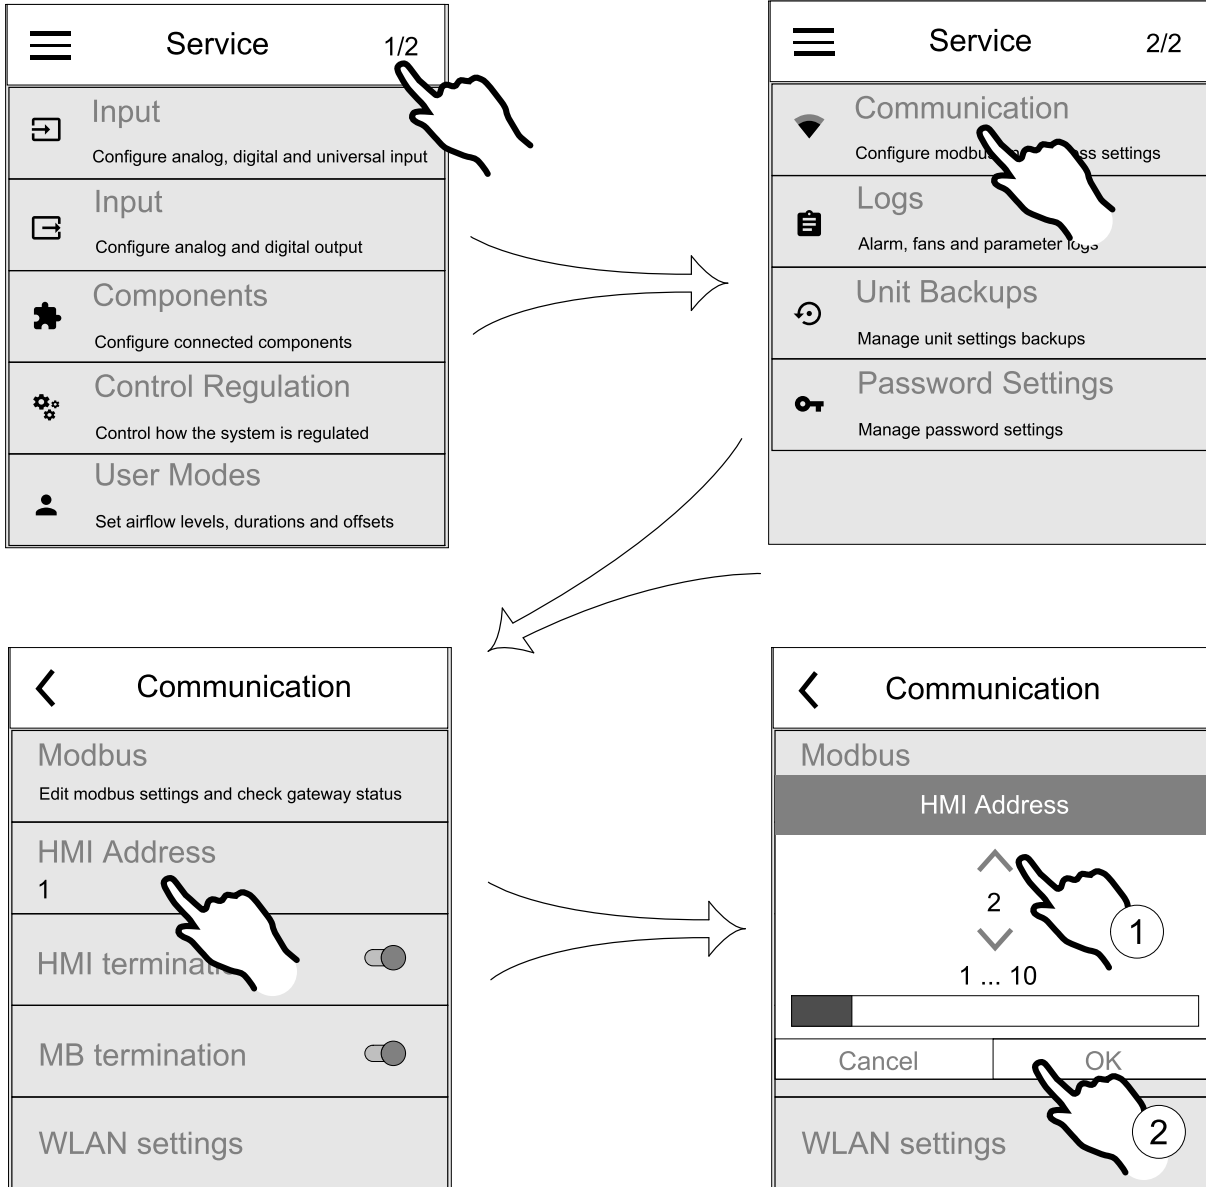 Service 1/2
Input
Configure analog, digital and universal input
Input
Configure analog and digital output
Components
Configure connected components
Control Regulation
Control how the system is regulated
User Modes
Set airflow levels, durations and offsets
Service 2/2
Communication
Configure modbus settings
Logs
Alarm, fans and parameter logs
Unit Backups
Manage unit settings backups
Password Settings
Manage password settings
Communication
Modbus
Edit modbus settings and check gateway status
HMI Address
1
HMI termination
MB termination
WLAN settings
Communication
Modbus
HMI Address
2
1
1 ... 10
Cancel OK
2
WLAN settings